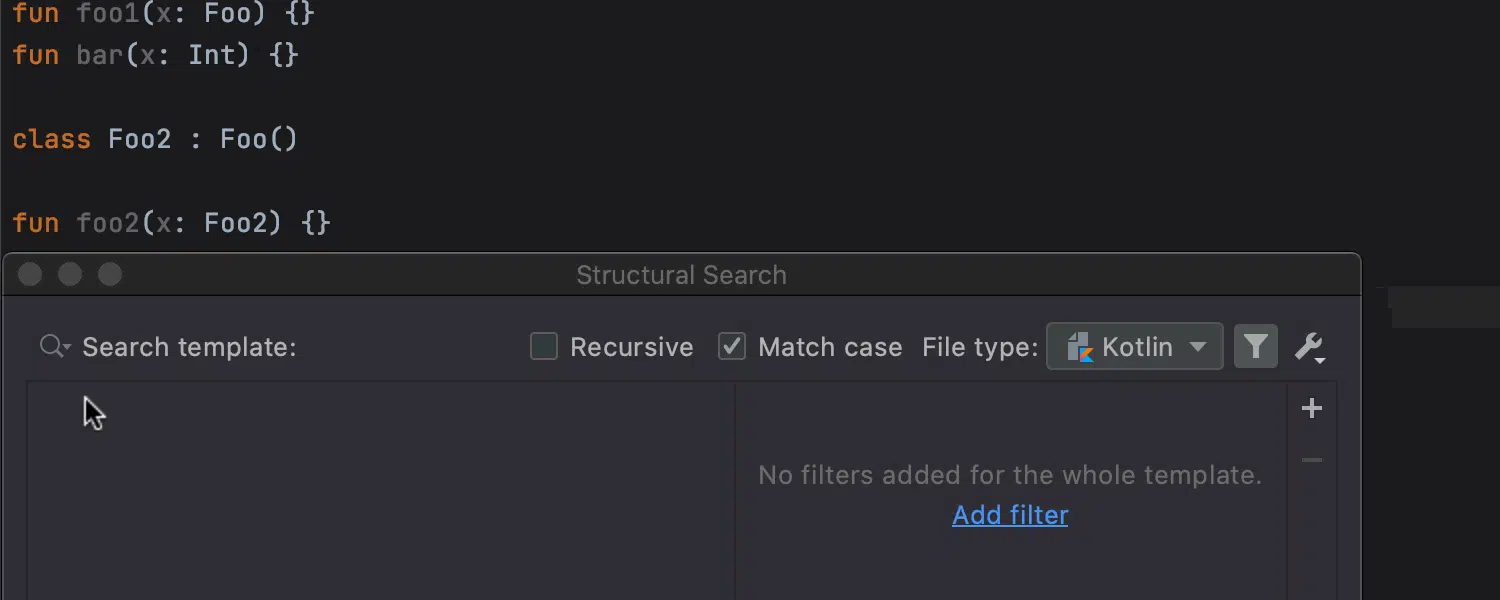 fun foo1(x: Foo) {}
fun bar(x: Int) {}
class Foo2 : Foo()
fun foo2(x: Foo2) {}
Structural Search
Search template: Recursive Match case File type: Kotlin
No filters added for the whole template.
Add filter